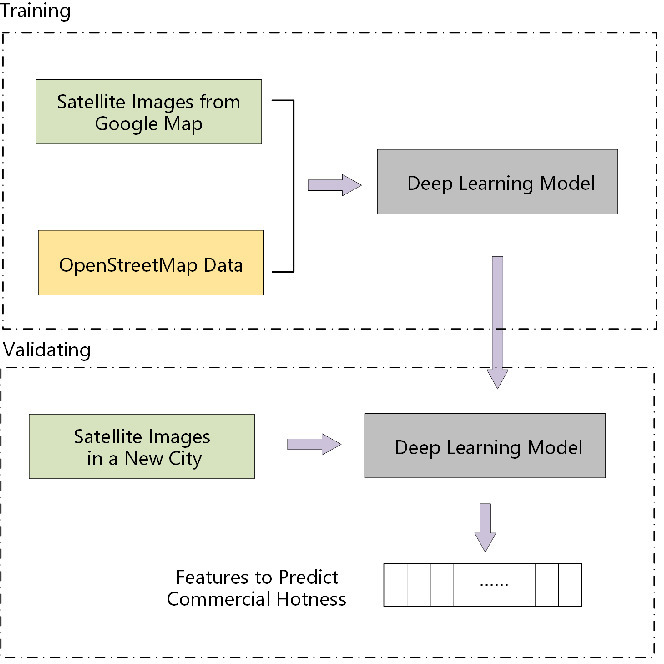 Training
Satellite Images from
Google Map
Deep Learning Model
OpenStreetMap Data
Validating
Satellite Images
in a New City
Deep Learning Model
Features to Predict
Commercial Hotness
......